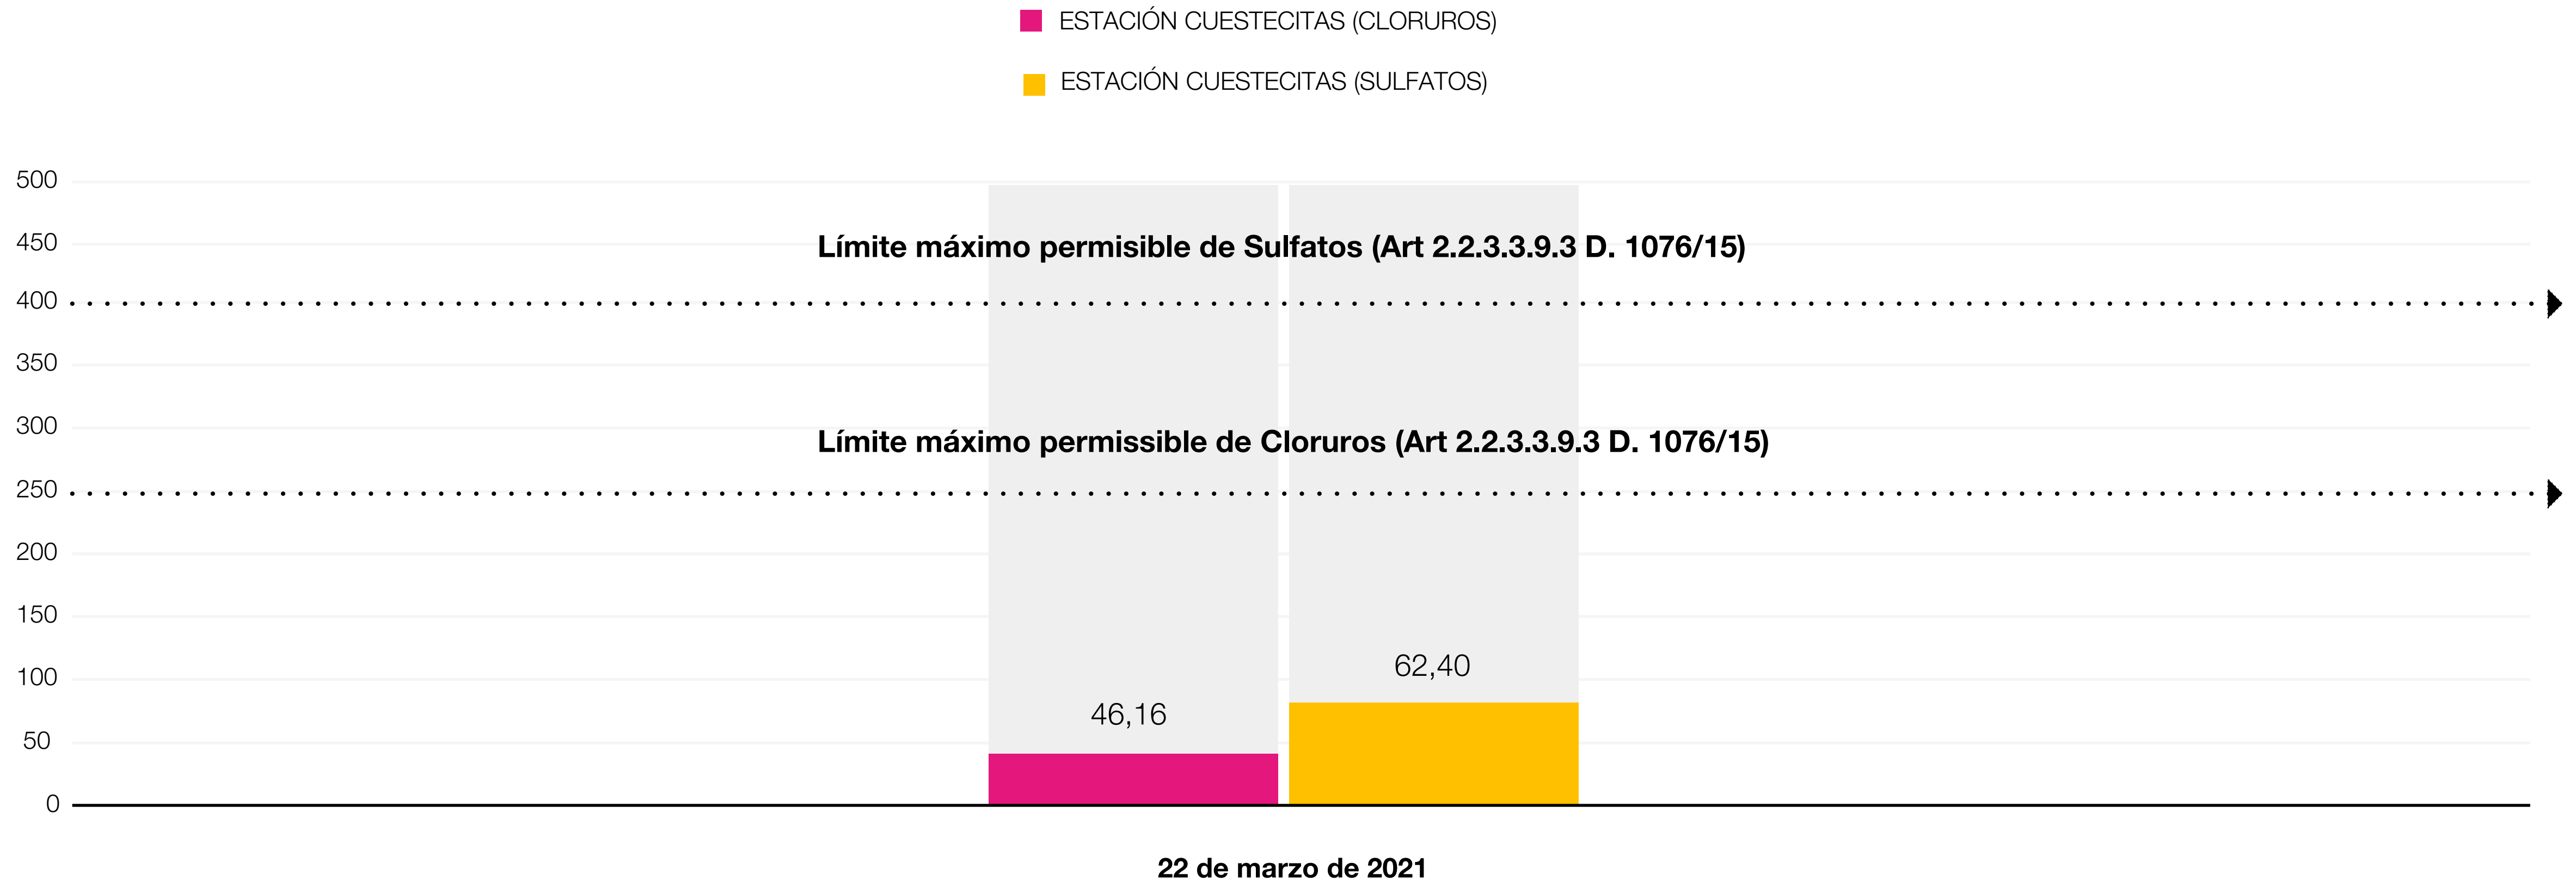 ESTACIÓN CUESTECITAS (CLORUROS)
ESTACIÓN CUESTECITAS (SULFATOS)
500
450
Límite máximo permisible de Sulfatos (Art 2.2.3.3.9.3 D. 1076/15)
400
350
300
Límite máximo permissible de Cloruros (Art 2.2.3.3.9.3 D. 1076/15)
250
200
150
100
62,40
46,16
50
0
22 de marzo de 2021